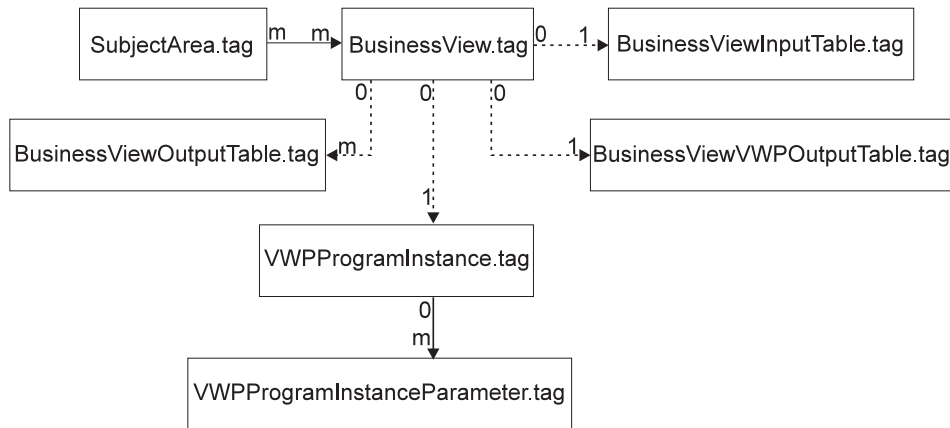 SubjectArea.tag
m
m
BusinessView.tag
0
1
BusinessViewInputTable.tag
0
0
0
BusinessViewOutputTable.tag
m
1
BusinessViewVWPOutputTable.tag
1
VWPProgramInstance.tag
0
m
VWPProgramInstanceParameter.tag